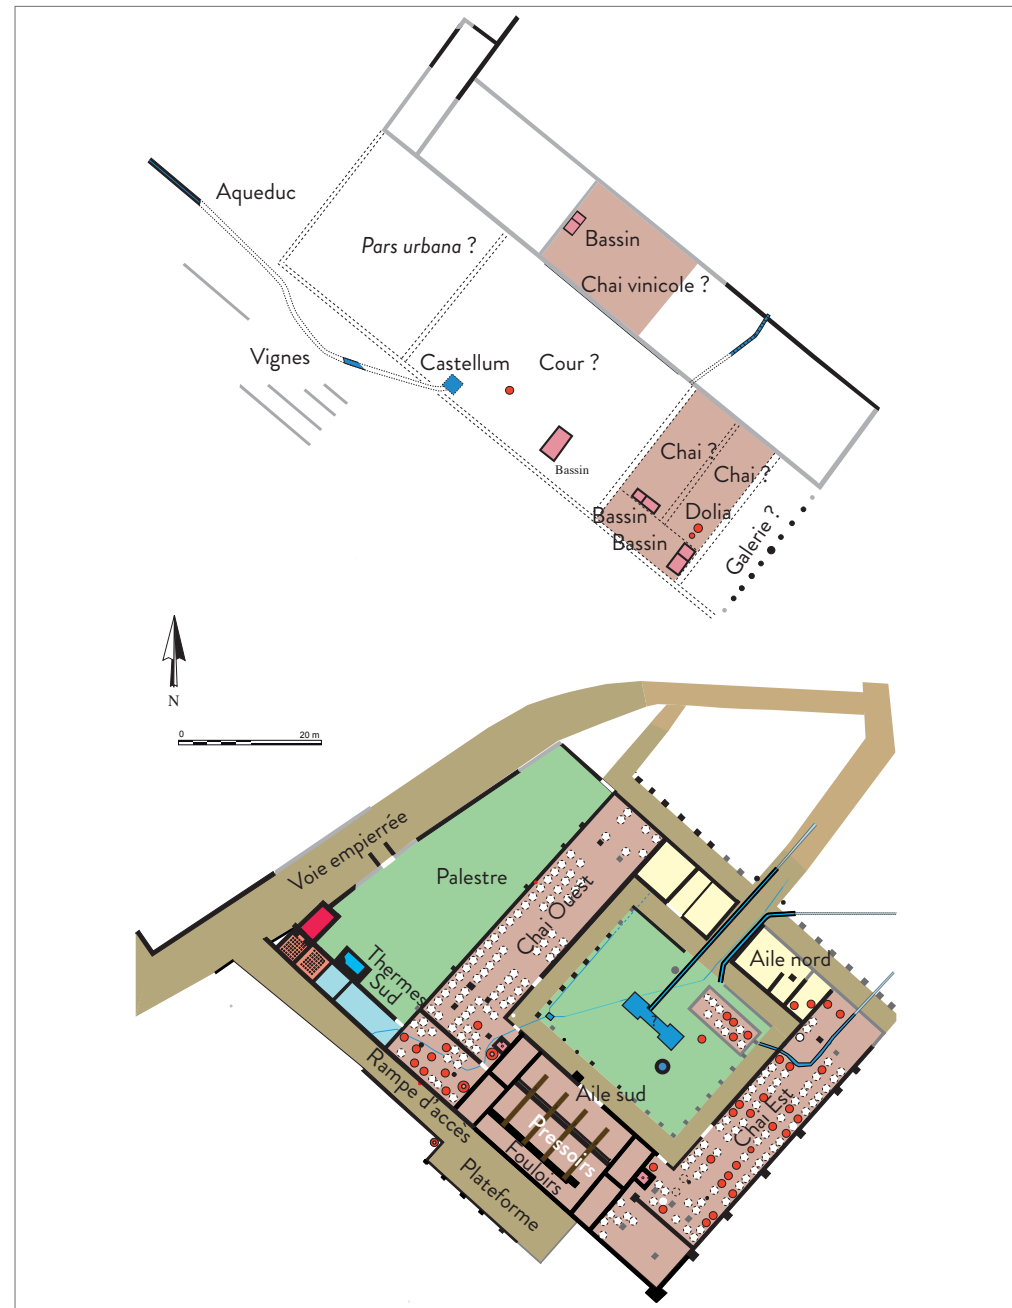 Aqueduc
Pars urbana ?
Bassin
Chai vinicole ?
Vignes
Castellum
Cour ?
Bassin
Chai ?
Chai ?
Bassin
Dolia
Bassin
Galerie ?
N
0 20 m
Voie empierrée
Palestre
Chai Ouest
Thermes
Sud
Aile nord
Rampe d'accès
Aile sud
Chai Est
Pressoirs
Fouloirs
Plateforme